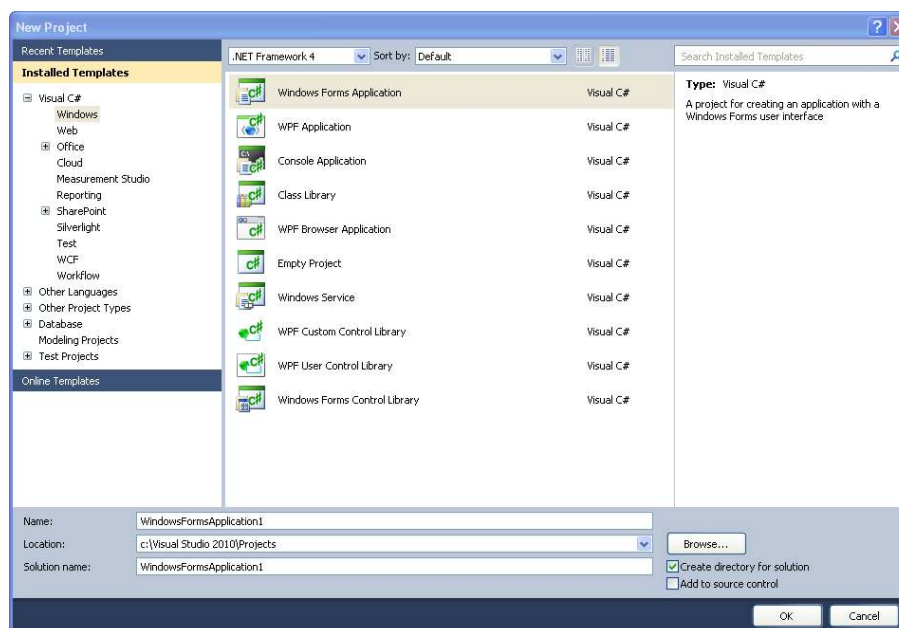 New Project
Recent Templates
Installed Templates
Visual C#
Windows
Web
Office
Cloud
Measurement Studio
Reporting
SharePoint
Silverlight
Test
WCF
Workflow
Other Languages
Other Project Types
Database
Modeling Projects
Test Projects
Online Templates
.NET Framework 4 Sort by: Default
Windows Forms Application Visual C#
WPF Application Visual C#
Console Application Visual C#
Class Library Visual C#
WPF Browser Application Visual C#
Empty Project Visual C#
Windows Service Visual C#
WPF Custom Control Library Visual C#
WPF User Control Library Visual C#
Windows Forms Control Library Visual C#
Search Installed Templates
Type: Visual C#
A project for creating an application with a
Windows Forms user interface
Name: WindowsFormsApplication1
Location: c:\Visual Studio 2010\Projects Browse...
Solution name: WindowsFormsApplication1
Create directory for solution
Add to source control
OK Cancel